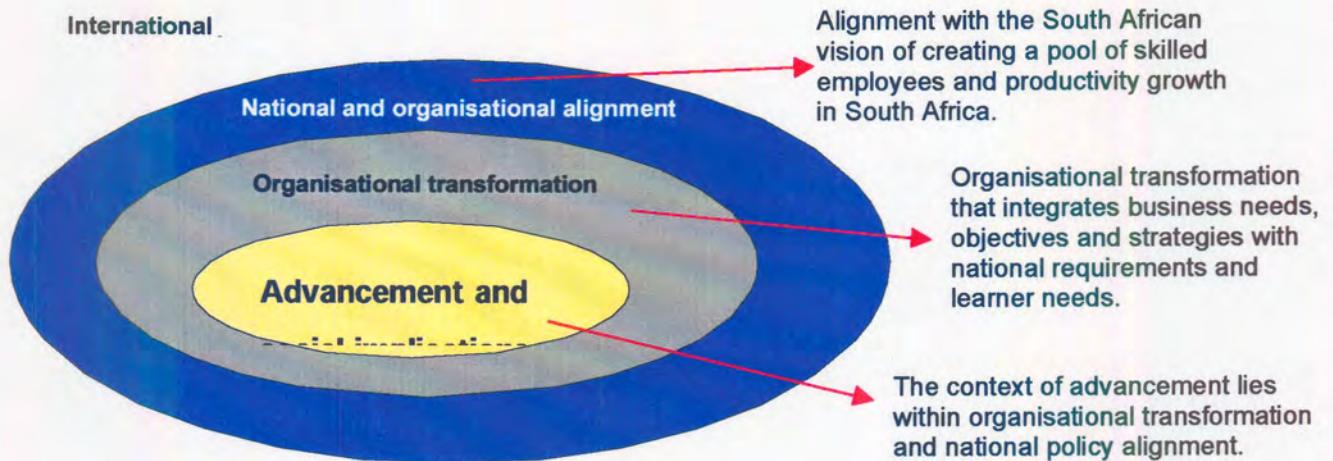 International
Alignment with the South African
vision of creating a pool of skilled
employees and productivity growth
in South Africa.
National and organisational alignment
Organisational transformation
Organisational transformation
that integrates business needs,
objectives and strategies with
national requirements and
learner needs.
Advancement and
The context of advancement lies
within organisational transformation
and national policy alignment.